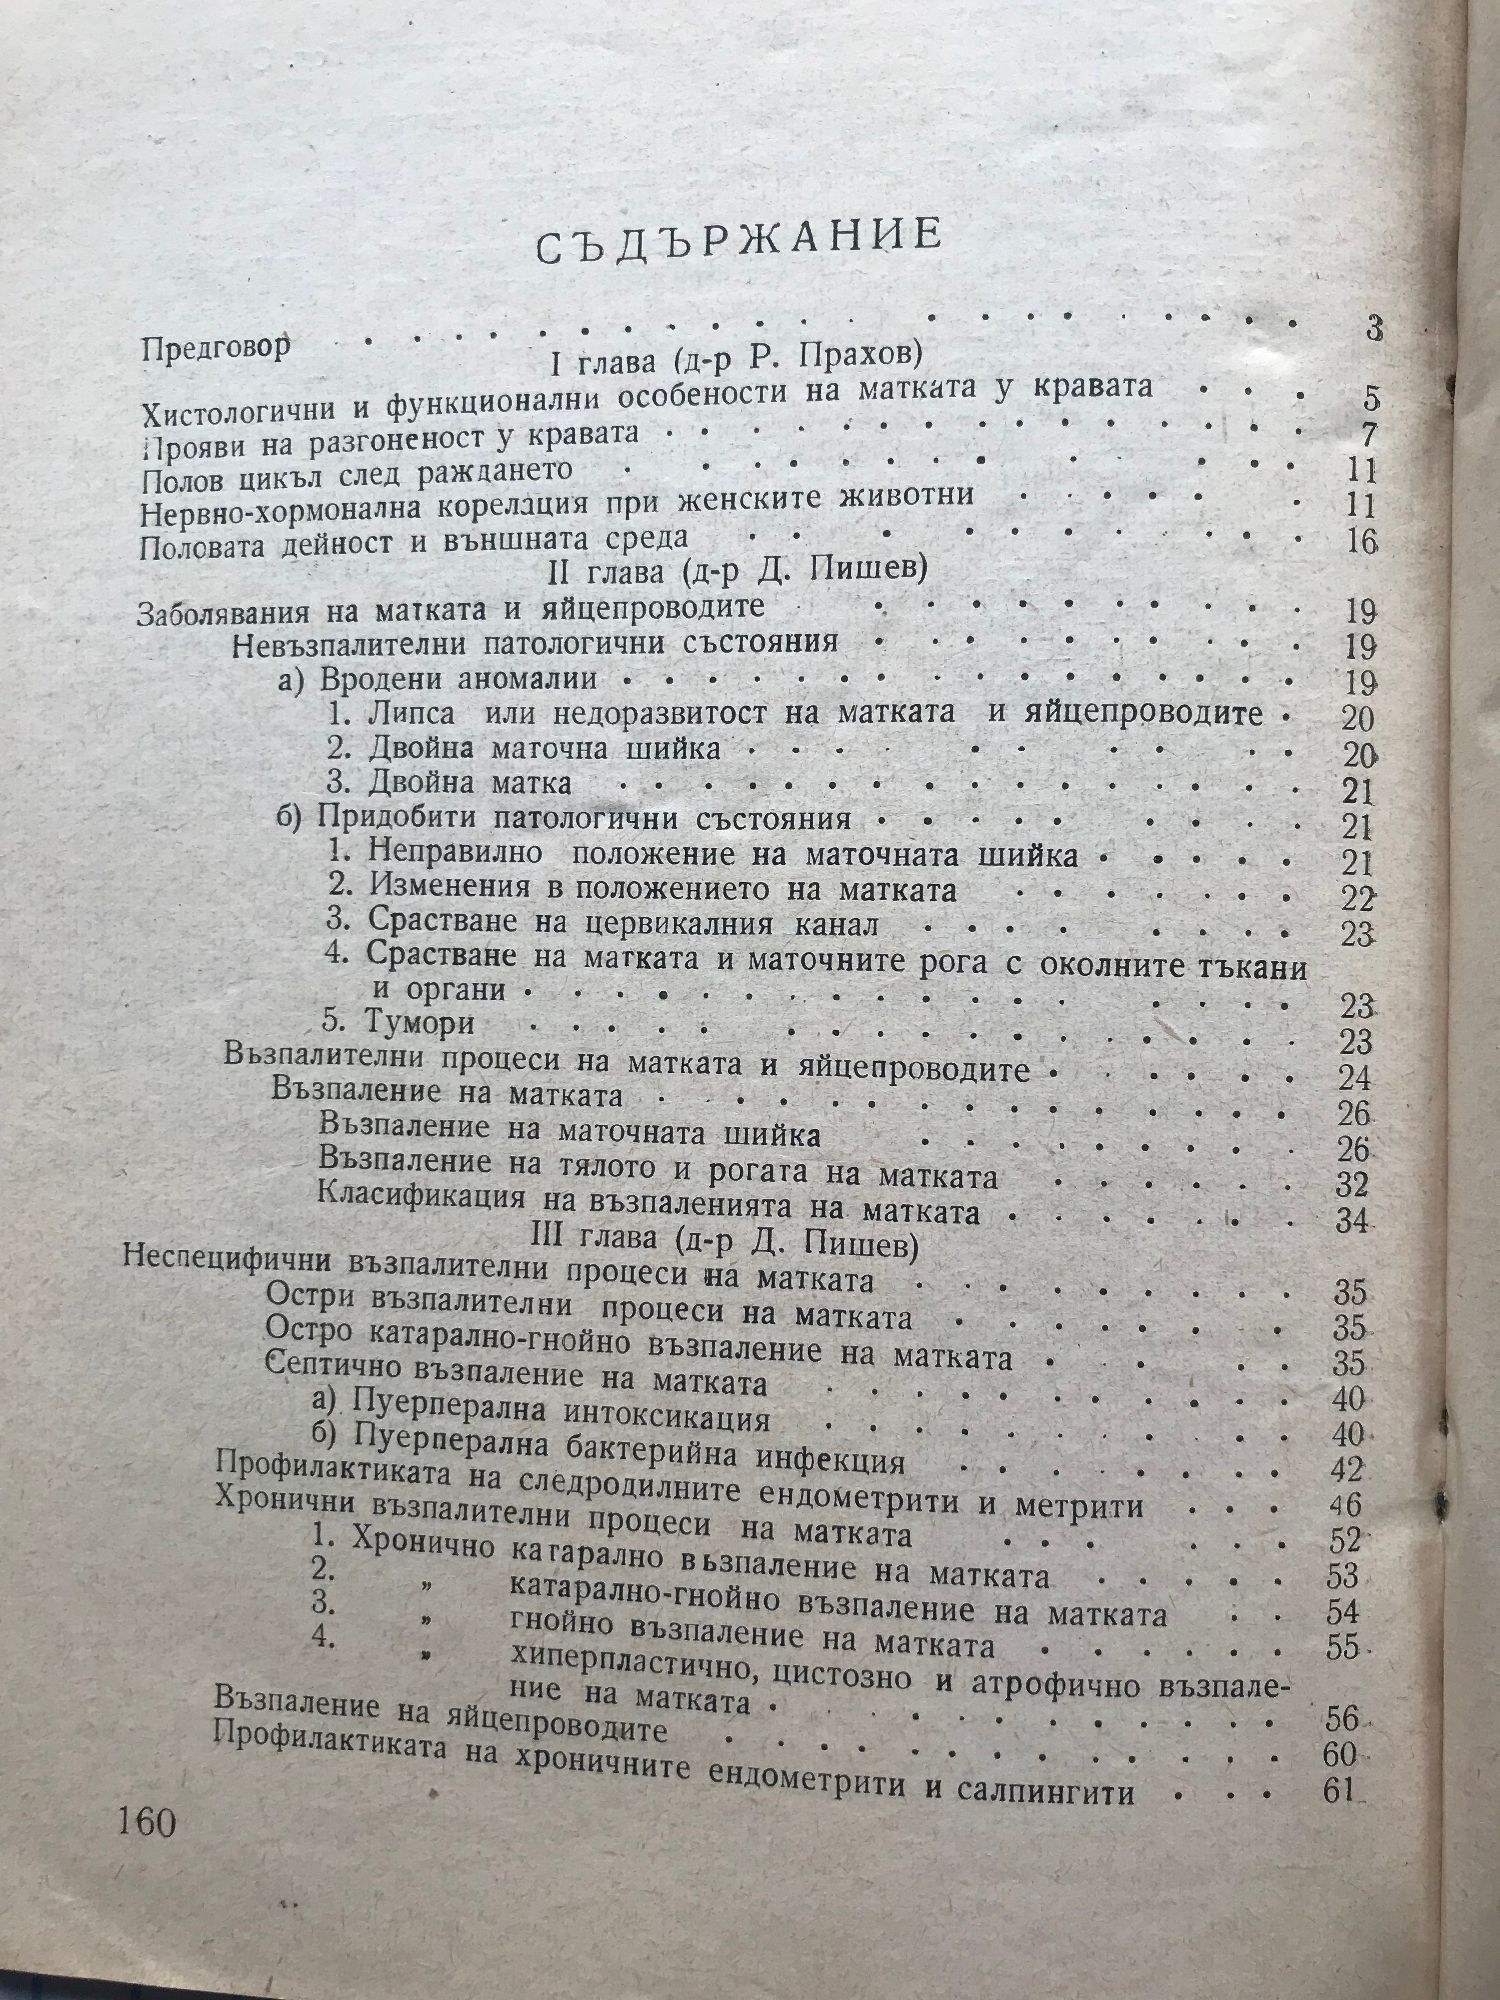 СЪДЪРЖАНИЕ
Предговор . . . . . . . . . . . . . . . . . . . 3
I глава (д-р Р. Прахов)
Хистологични и функционални особености на матката у кравата . . . 5
Прояви на разгоненост у кравата . . . . . . . . . . . . . . 7
Полов цикъл след раждането . . . . . . . . . . . . 11
Нервно-хормонална корелация при женските животни . . . . . . 11
Половата дейност и външната среда . . . . . . . . . . . 16
II глава (д-р Д. Пишев)
Заболявания на матката и яйцепроводите . . . . . . . . . . 19
Невъзпалителни патологични състояния . . . . . . . . . . 19
а) Вродени аномалии . . . . . . . . . . . . . . . 19
1. Липса или недоразвитост на матката и яйцепроводите . 20
2. Двойна маточна шийка . . . . . . . . . . 20
3. Двойна матка . . . . . . . . . . . . . . . 21
б) Придобити патологични състояния . . . . . . . . . 21
1. Неправилно положение на маточната шийка . . . . . 21
2. Изменения в положението на матката . . . . . . . 22
3. Срастване на цервикалния канал . . . . . . . . 23
4. Срастване на матката и маточните рога с околните тъкани
и органи . . . . . . . . . . . . . . . . 23
5. Тумори . . . . . . . . . . . . . . . . 23
Възпалителни процеси на матката и яйцепроводите . . . . . . 24
Възпаление на матката . . . . . . . . . . . . . . 26
Възпаление на маточната шийка . . . . . . . . . 26
Възпаление на тялото и рогата на матката . . . . . . 32
Класификация на възпаленията на матката . . . . . . . 34
III глава (д-р Д. Пишев)
Неспецифични възпалителни процеси на матката . . . . . . . . . 35
Остри възпалителни процеси на матката . . . . . . . . 35
Остро катарално-гнойно възпаление на матката . . . . . 35
Септично възпаление на матката . . . . . . . . . . . 40
а) Пуерперална интоксикация . . . . . . . . . . . 40
б) Пуерперална бактерийна инфекция . . . . . . . . 42
Профилактиката на следродилните ендометрити и метрити . . . 46
Хронични възпалителни процеси на матката . . . . . . 52
1. Хронично катарално възпаление на матката . . . . . 53
2. „ катарално-гнойно възпаление на матката . . 54
3. „ гнойно възпаление на матката . . . . . . 55
4. „ хиперпластично, цистозно и атрофично възпале-
ние на матката . . . . . . . . . . . 56
Възпаление на яйцепроводите . . . . . . . . . . . . . 60
Профилактиката на хроничните ендометрити и салпингити . . . 61
160